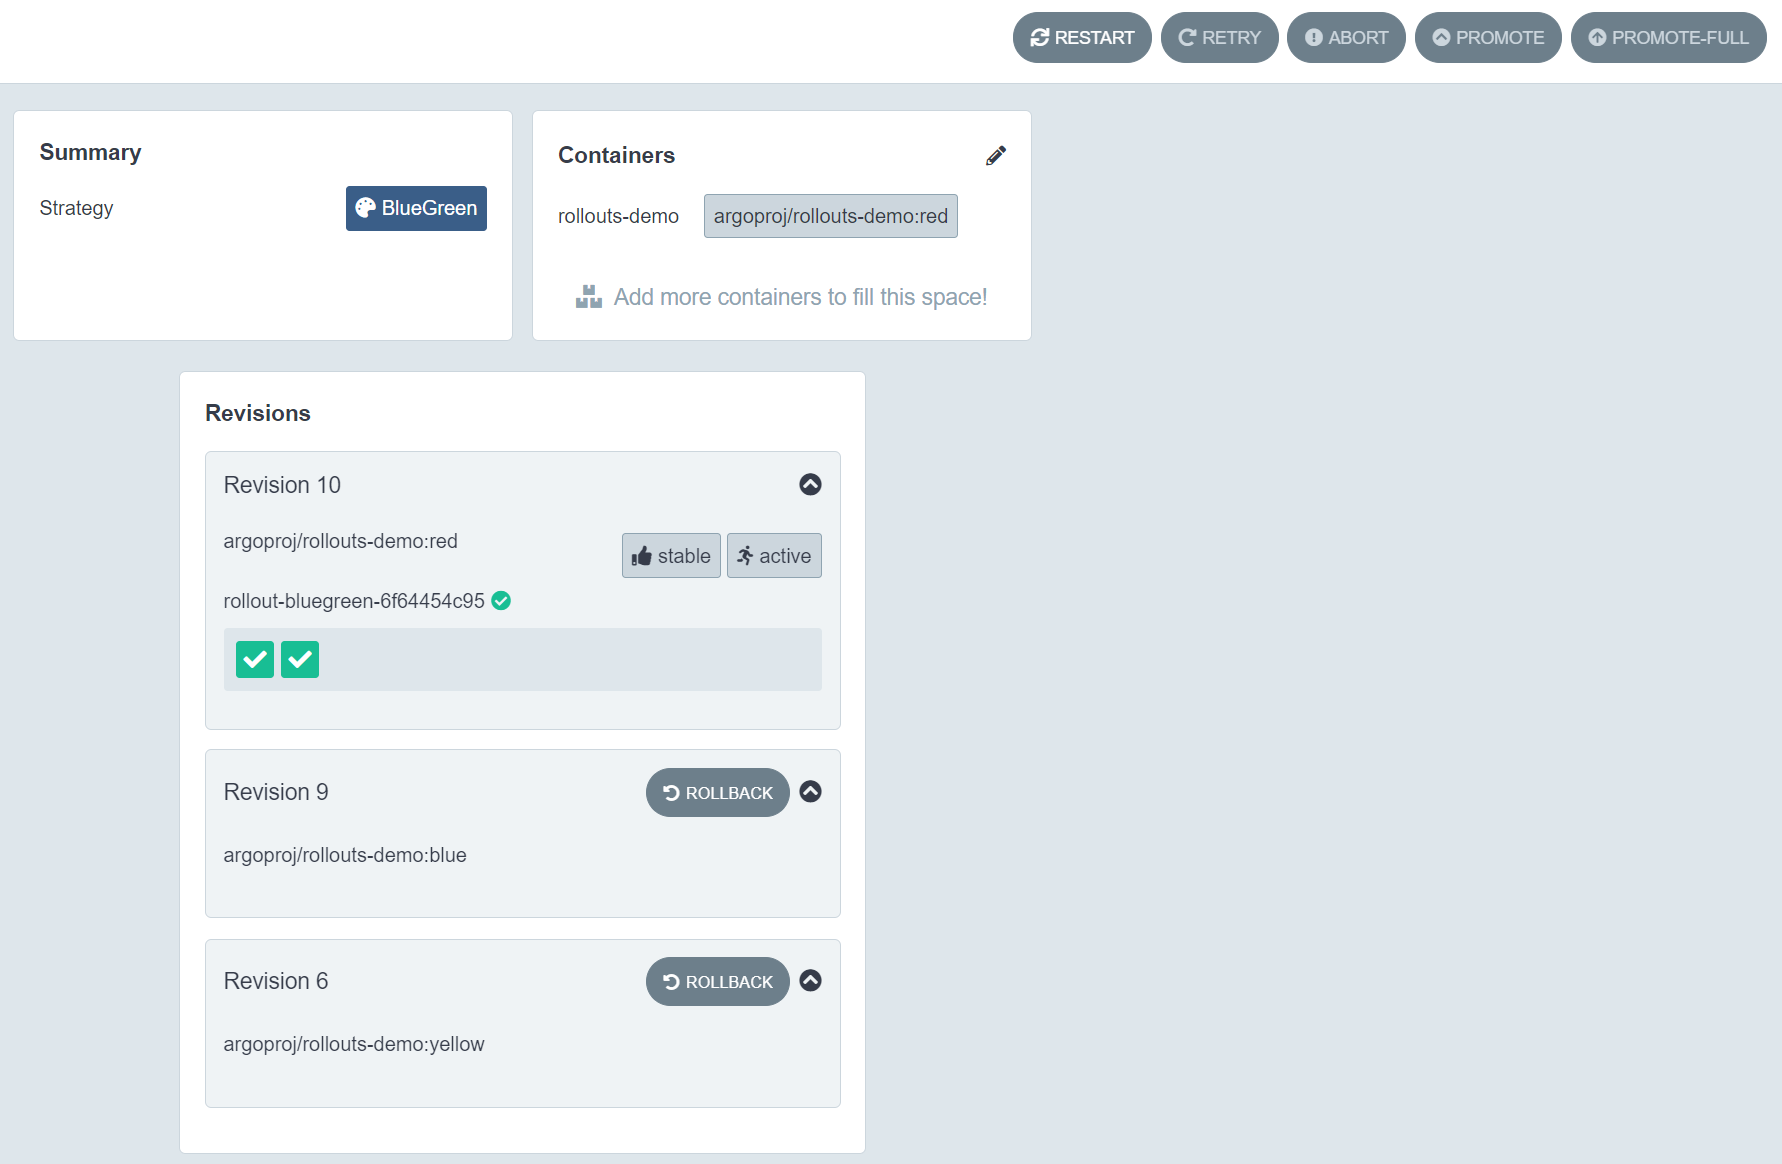 RESTART RETRY ABORT PROMOTE PROMOTE-FULL
Summary
Strategy BlueGreen
Containers
rollouts-demo argoproj/rollouts-demo:red
Add more containers to fill this space!
Revisions
Revision 10
argoproj/rollouts-demo:red
stable active
rollout-bluegreen-6f64454c95
Revision 9 ROLLBACK
argoproj/rollouts-demo:blue
Revision 6 ROLLBACK
argoproj/rollouts-demo:yellow